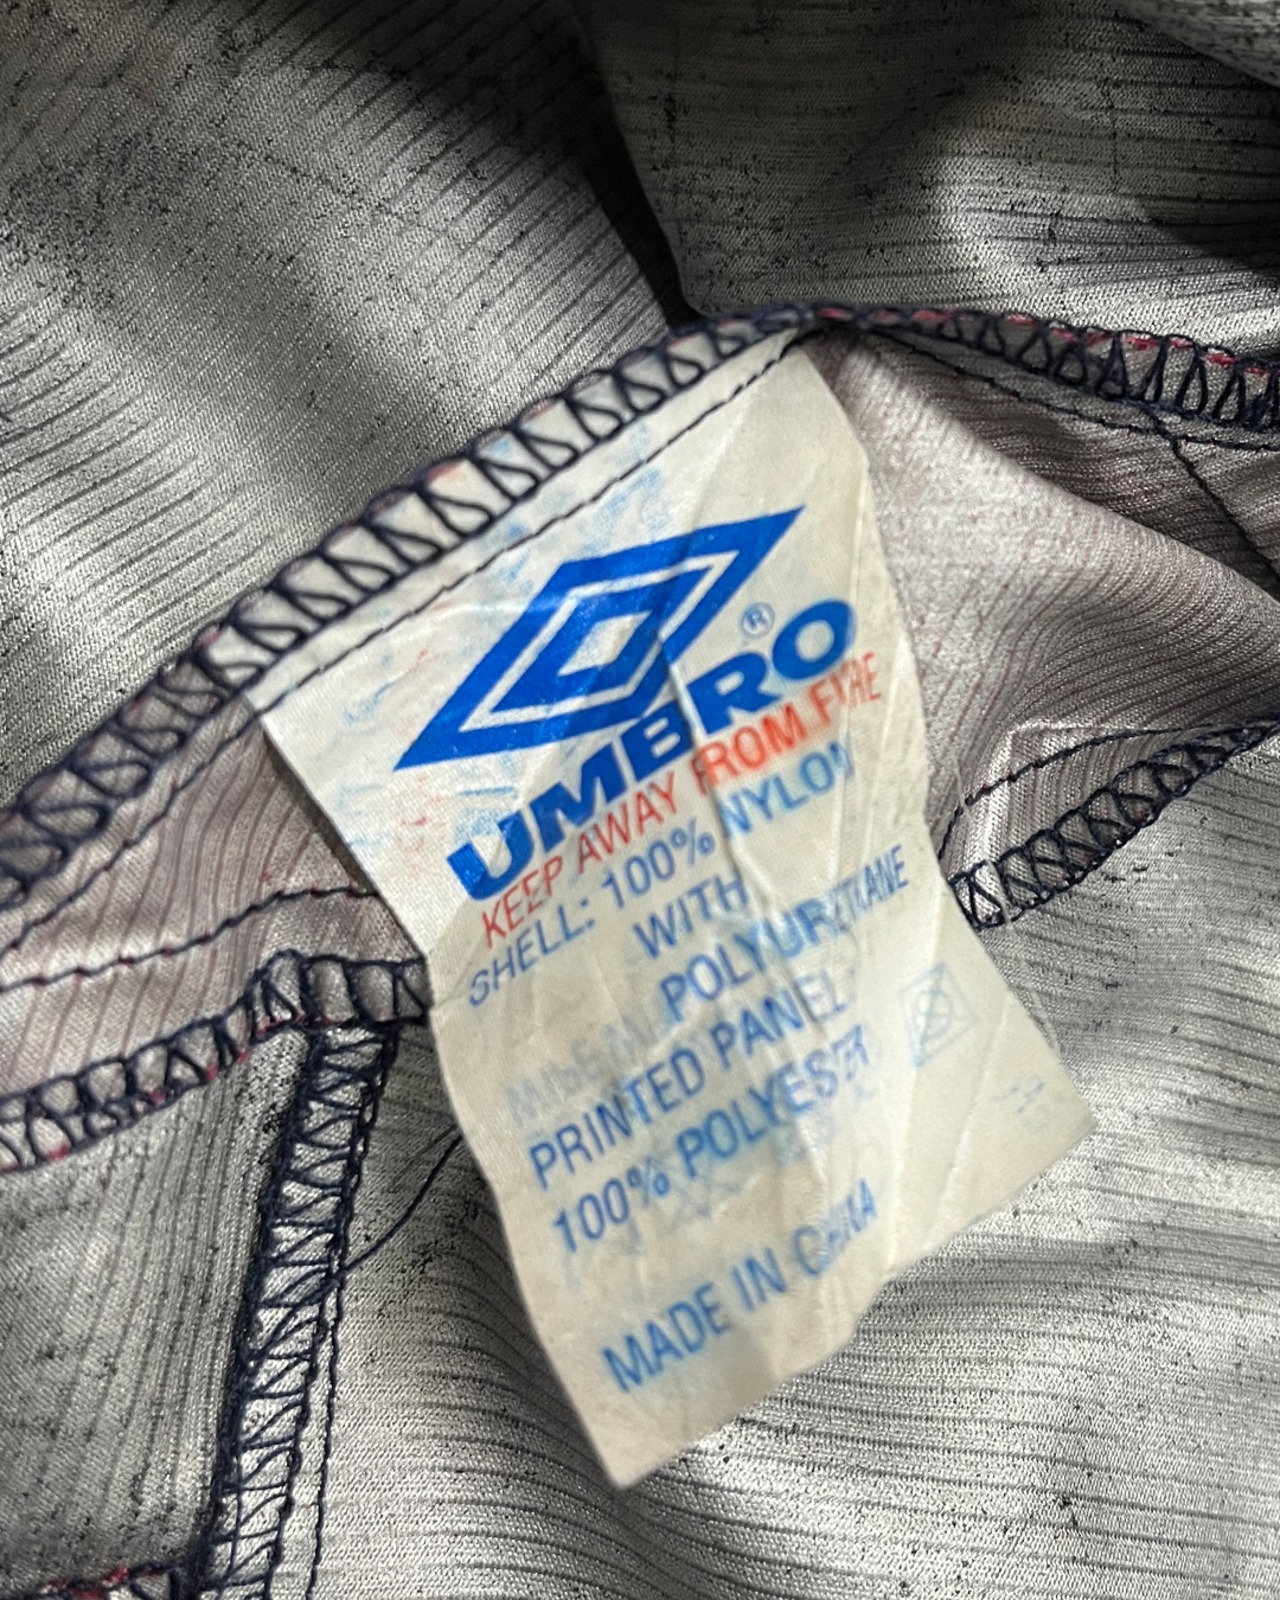 UMBRO®
KEEP AWAY FROM FIRE
SHELL: 100% NYLON
WITH
POLYURETHANE
PRINTED PANEL:
100% POLYESTER
MADE IN CHINA